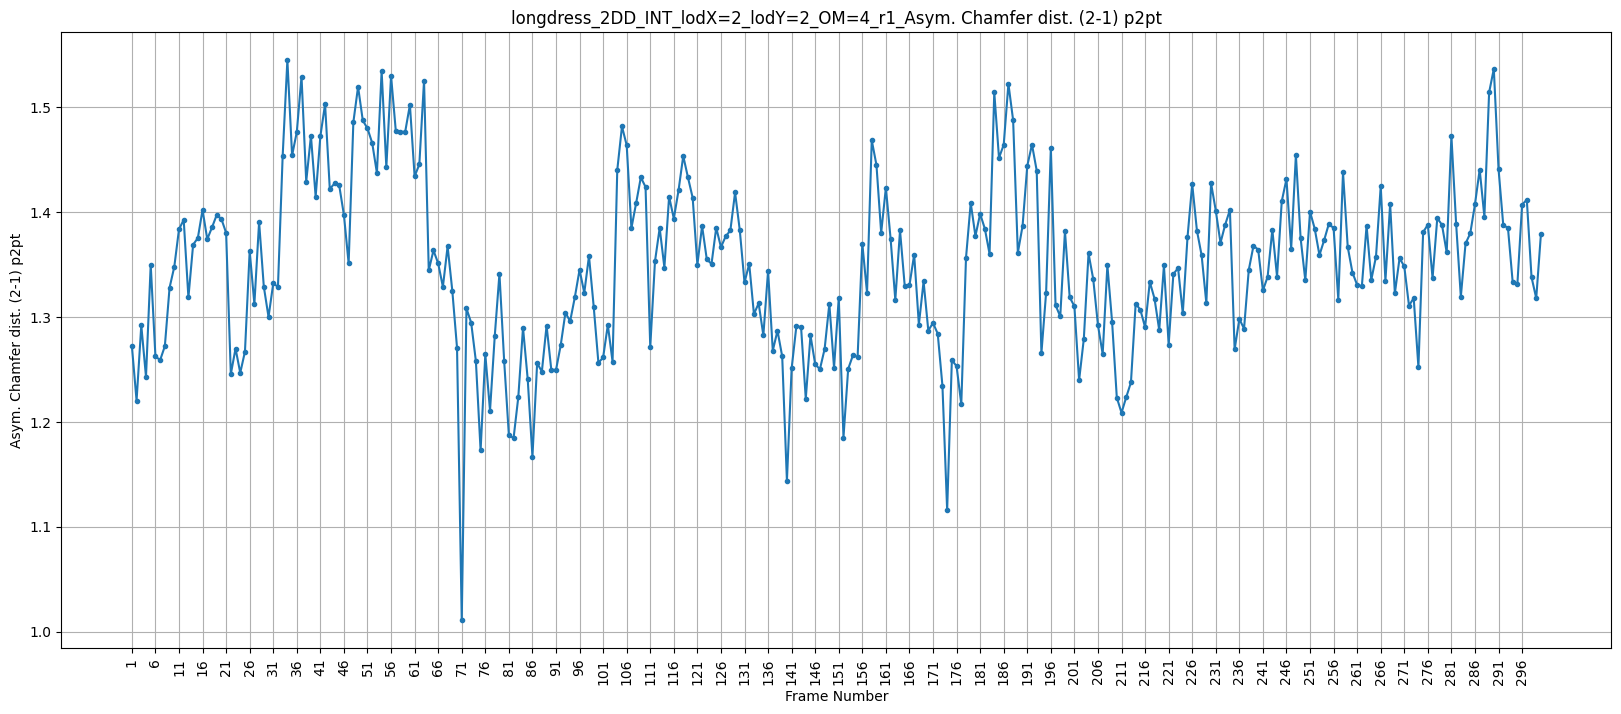 longdress_2DD_INT_lodX=2_lodY=2_OM=4_r1_Asym. Chamfer dist. (2-1) p2pt
Asym. Chamfer dist. (2-1) p2pt
1.5
1.4
1.3
1.2
1.1
1.0
1 6 11 16 21 26 31 36 41 46 51 56 61 66 71 76 81 86 91 96 101 106 111 116 121 126 131 136 141 146 151 156 161 166 171 176 181 186 191 196 201 206 211 216 221 226 231 236 241 246 251 256 261 266 271 276 281 286 291 296
Frame Number